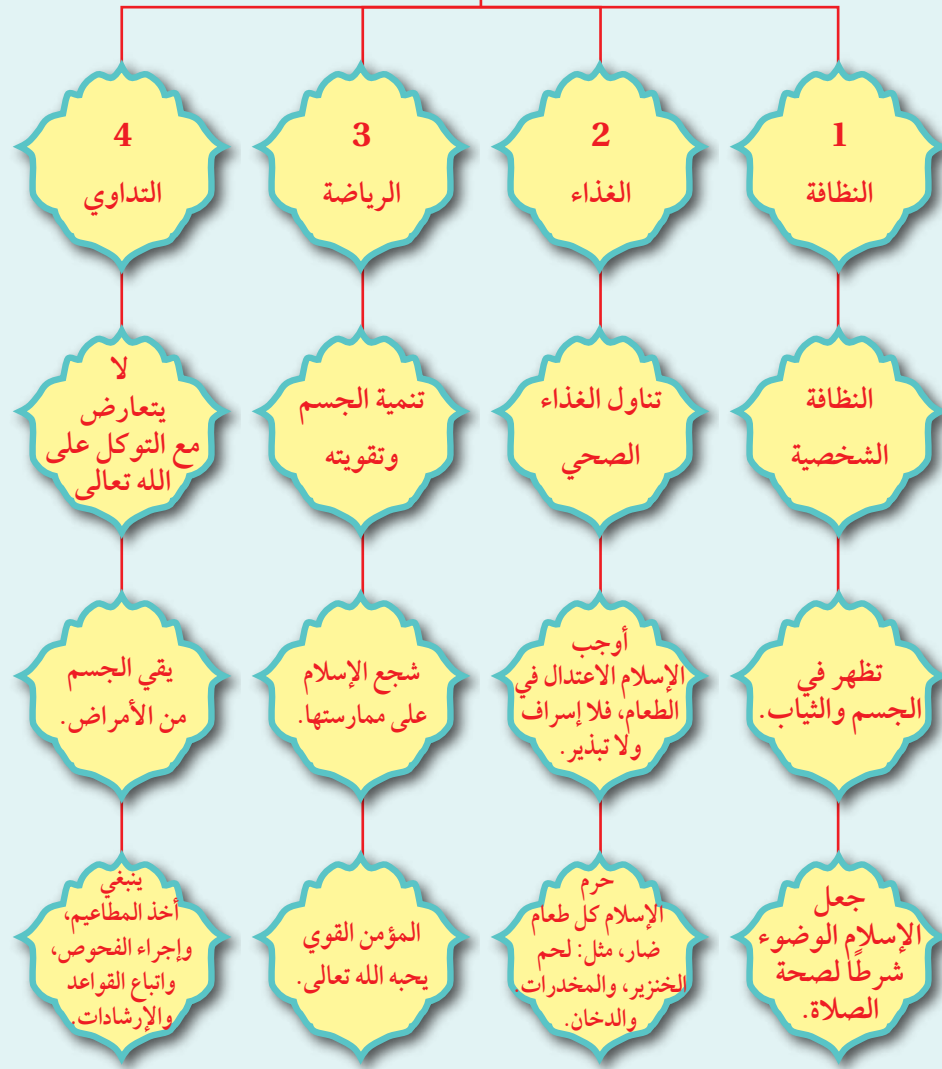 1
النظافة
النظافة
الشخصية
تظهر في
الجسم والثياب.
جعل
الإسلام الوضوء
شرطًا لصحة
الصلاة.
2
الغذاء
تناول الغذاء
الصحي
أوجب
الإسلام الاعتدال في
الطعام، فلا إسراف
ولا تبذير.
حرم
الإسلام كل طعام
ضار، مثل: لحم
الخنزير، والمخدرات.
والدخان.
3
الرياضة
تنمية الجسم
وتقويته
شجع الإسلام
على ممارستها.
المؤمن القوي
يحبه الله تعالى.
4
التداوي
لا
يتعارض
مع التوكل على
الله تعالى
يقي الجسم
من الأمراض.
ينبغي
أخذ المطاعيم،
وإجراء الفحوص،
واتباع القواعد
والإرشادات.